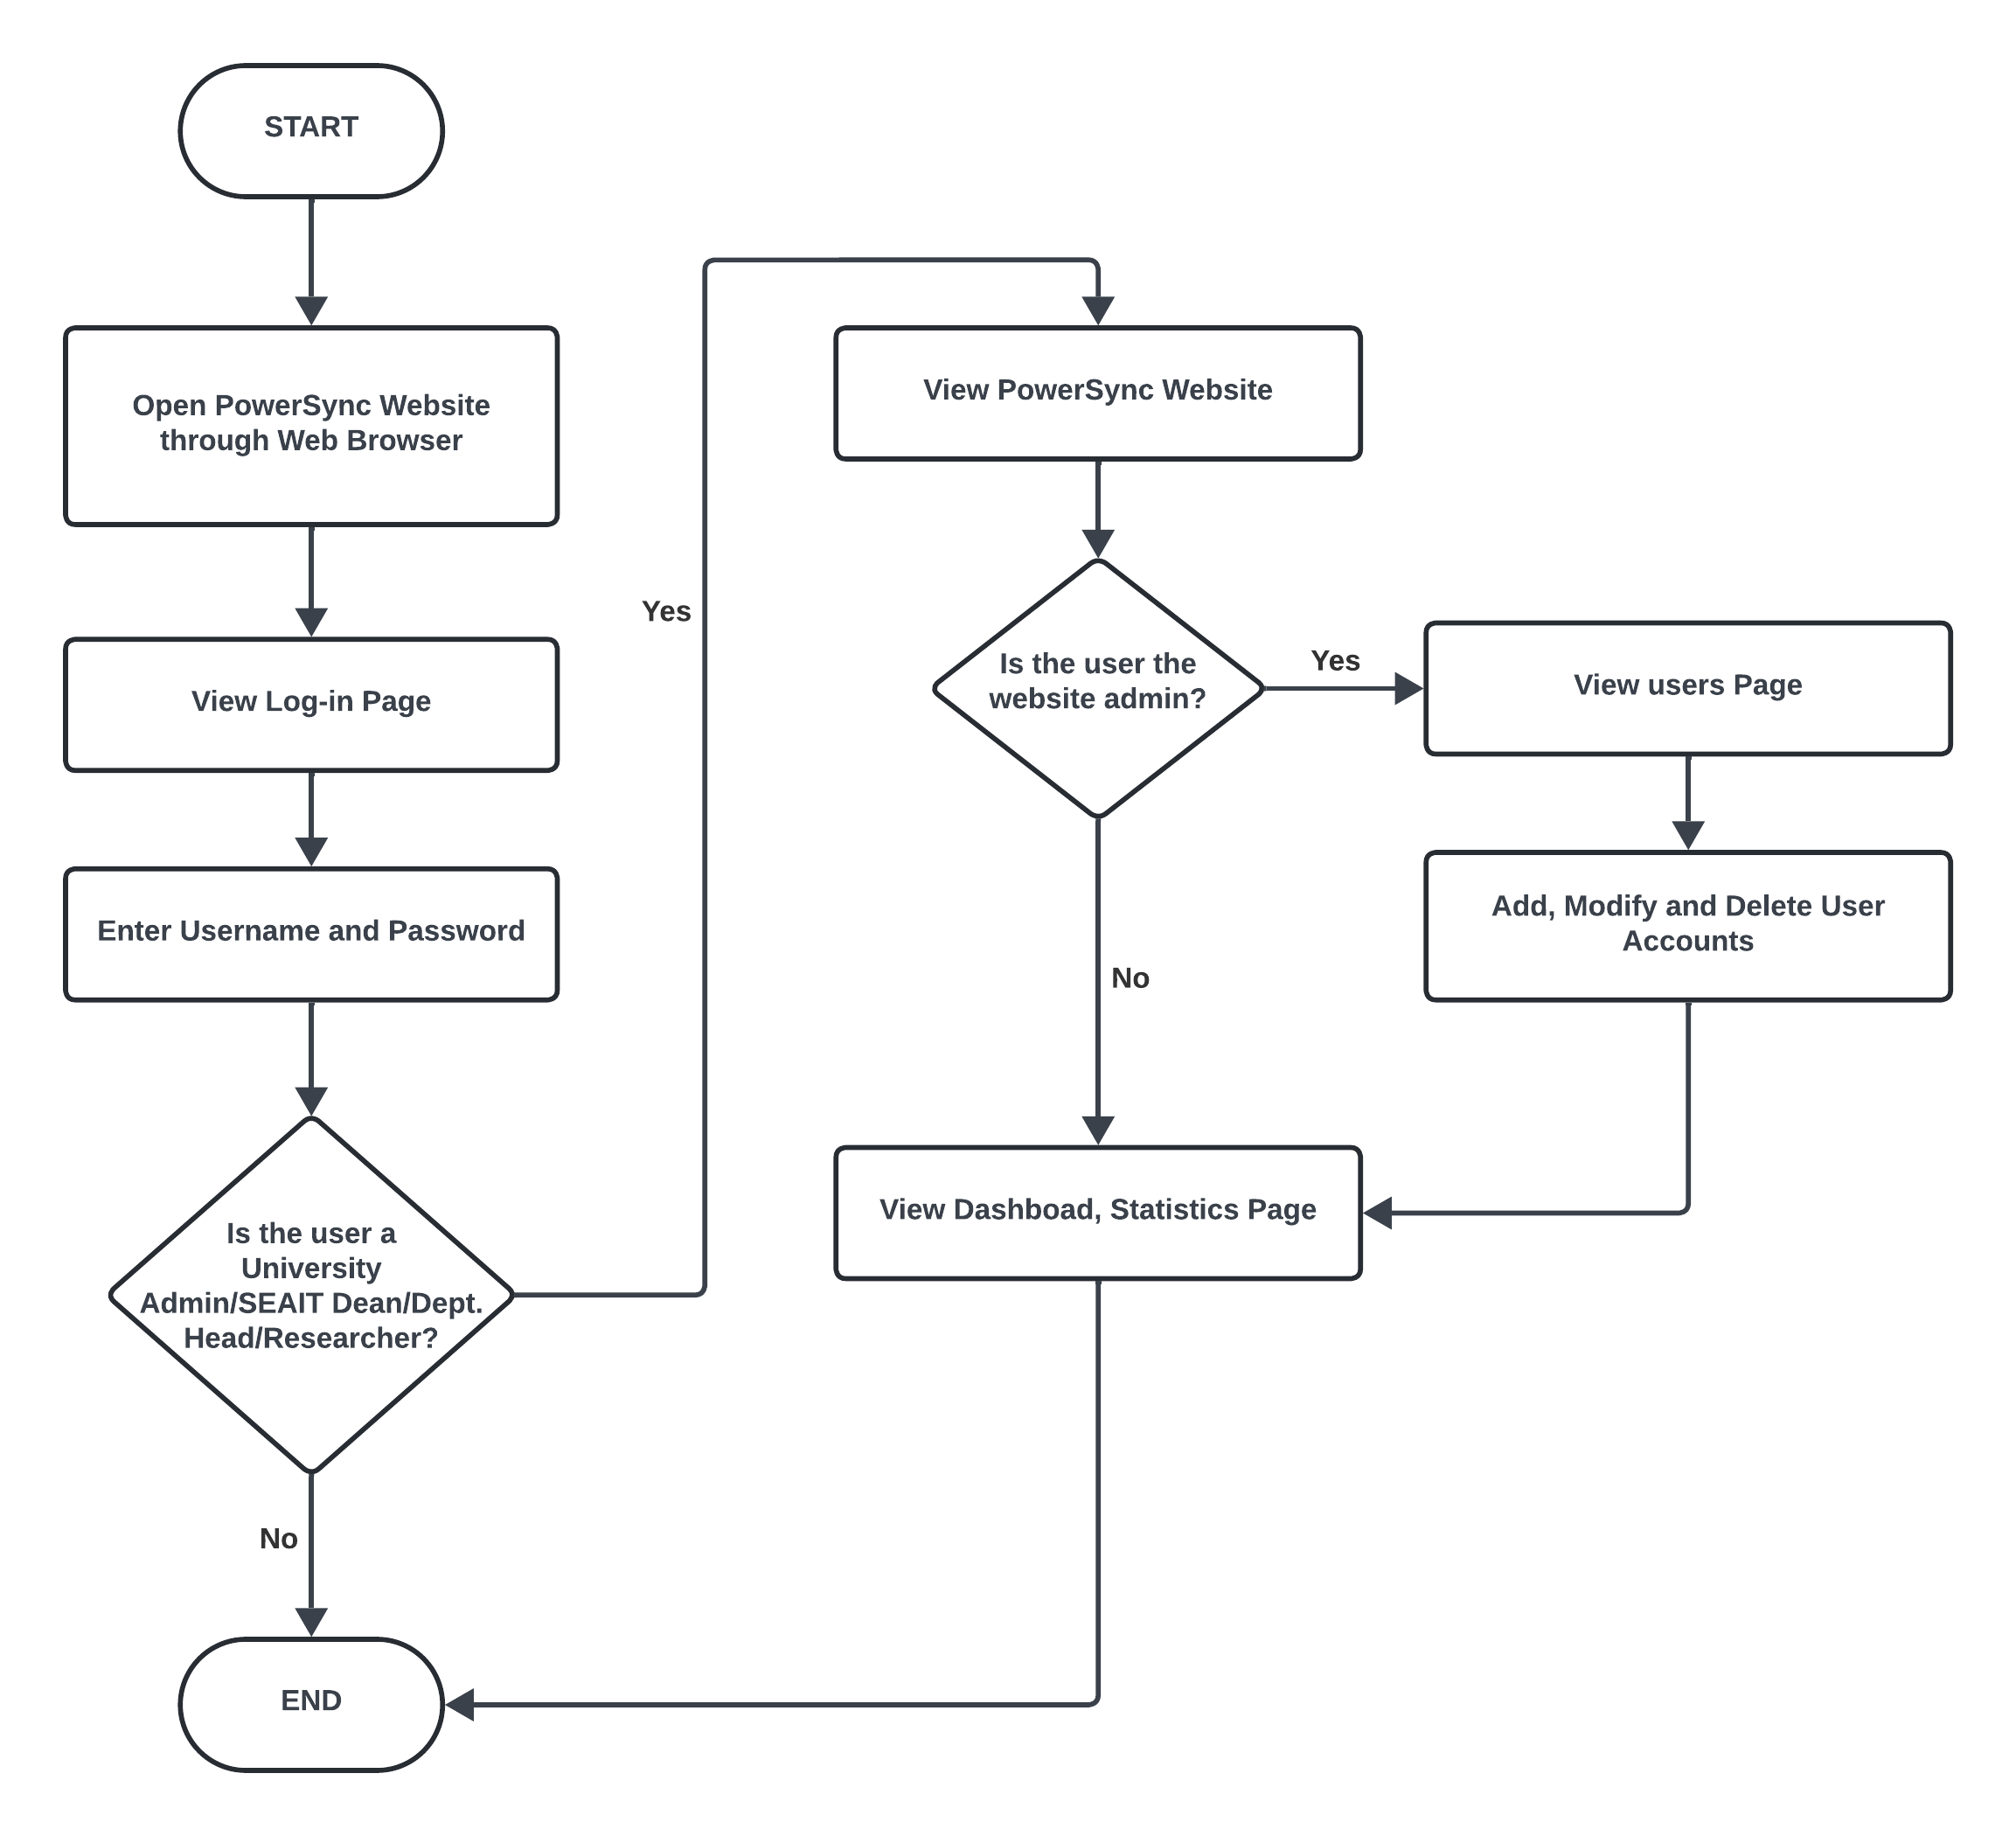 START
Open PowerSync Website
through Web Browser
View Log-in Page
Enter Username and Password
Is the user a
University
Admin/SEAIT Dean/Dept.
Head/Researcher?
No
END
Yes
View PowerSync Website
Is the user the
website admin?
Yes
View users Page
Add, Modify and Delete User
Accounts
No
View Dashboad, Statistics Page